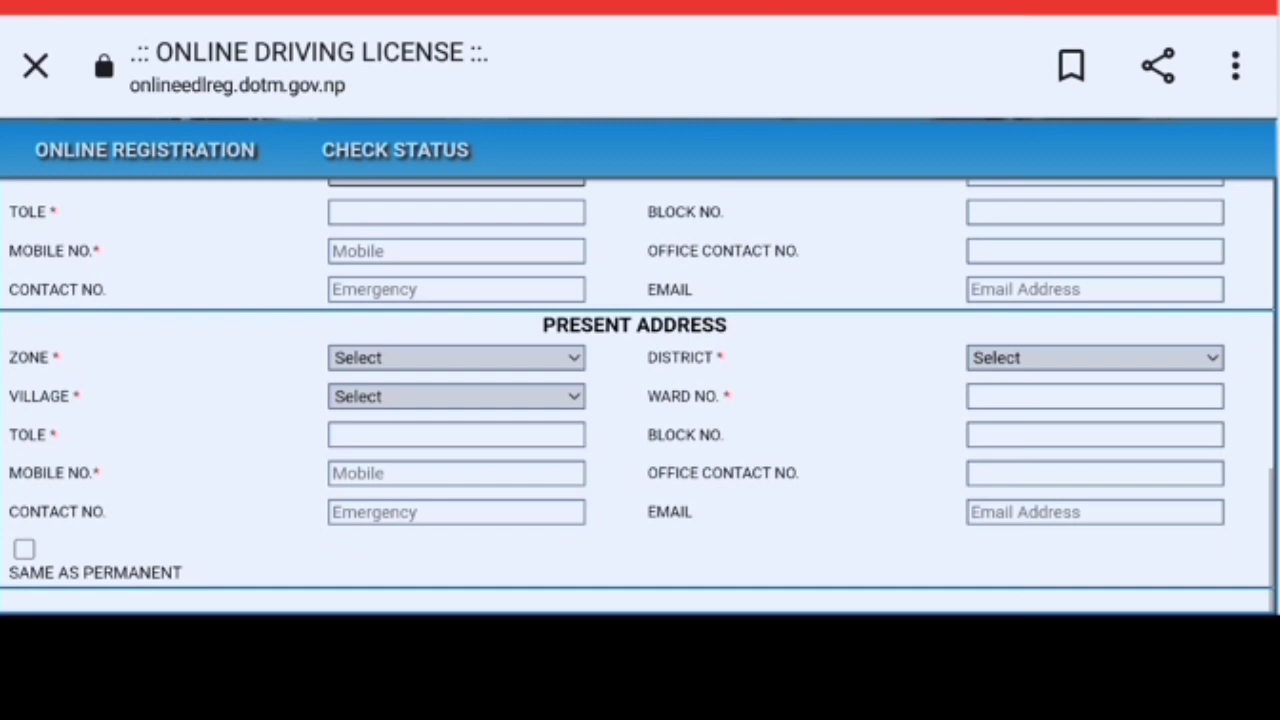 .:: ONLINE DRIVING LICENSE ::.
onlineedlreg.dotm.gov.np
ONLINE REGISTRATION CHECK STATUS
TOLE * BLOCK NO.
MOBILE NO.* Mobile OFFICE CONTACT NO.
CONTACT NO. Emergency EMAIL Email Address
PRESENT ADDRESS
ZONE * Select DISTRICT * Select
VILLAGE * Select WARD NO. *
TOLE * BLOCK NO.
MOBILE NO.* Mobile OFFICE CONTACT NO.
CONTACT NO. Emergency EMAIL Email Address
SAME AS PERMANENT